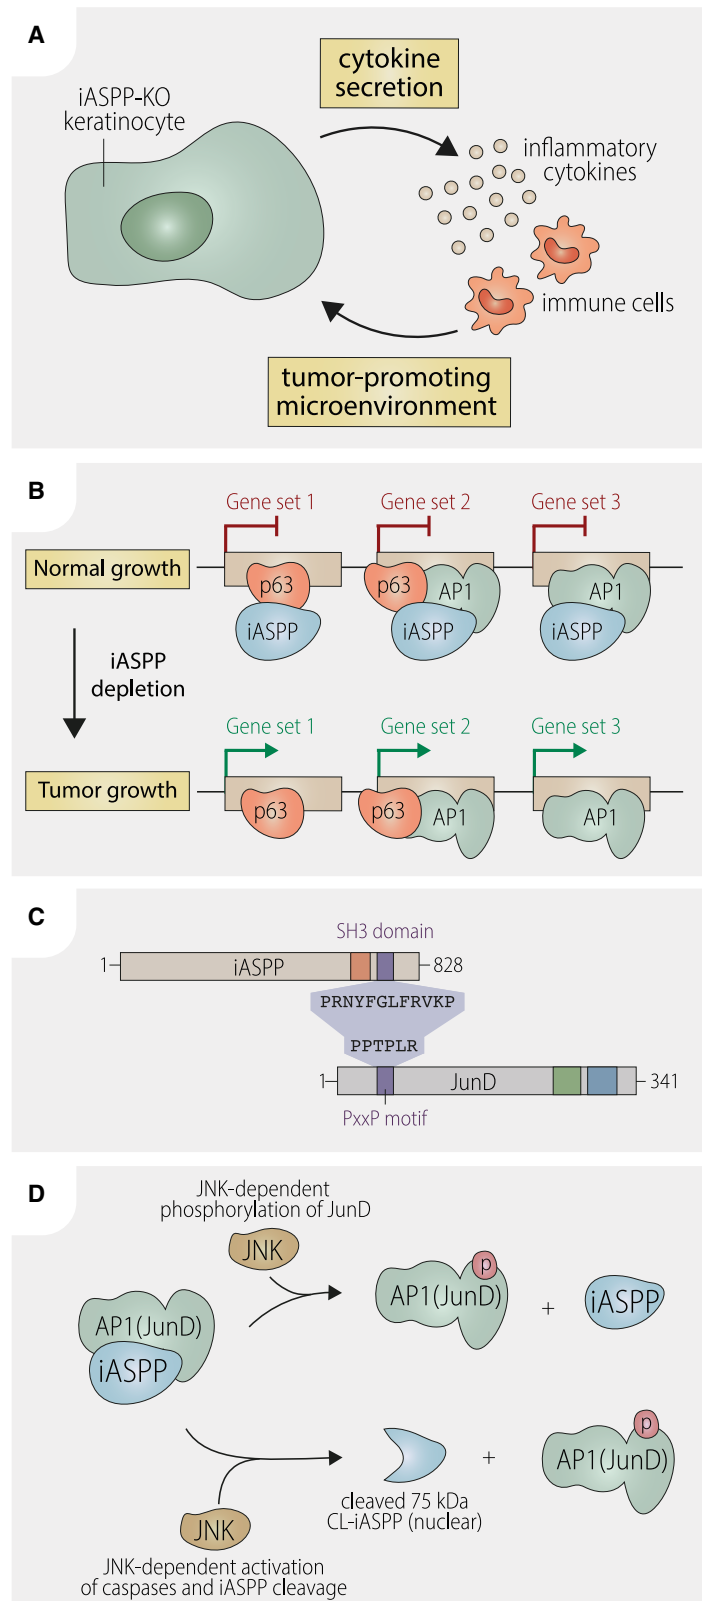 A
cytokine
secretion
iASPP-KO
keratinocyte
inflammatory
cytokines
immune cells
tumor-promoting
microenvironment
B
Gene set 1
Gene set 2
Gene set 3
Normal growth
p63
iASPP
p63
AP1
iASPP
AP1
iASPP
iASPP
depletion
Gene set 1
Gene set 2
Gene set 3
Tumor growth
p63
p63
AP1
AP1
C
SH3 domain
1
iASPP
828
PRNYFGLFRVKP
PPTPLR
1
JunD
341
PxxP motif
D
JNK-dependent
phosphorylation of JunD
JNK
AP1(JunD)
iASPP
p
AP1(JunD)
+
iASPP
p
AP1(JunD)
+
cleaved 75 kDa
CL-iASPP (nuclear)
JNK
JNK-dependent activation
of caspases and iASPP cleavage